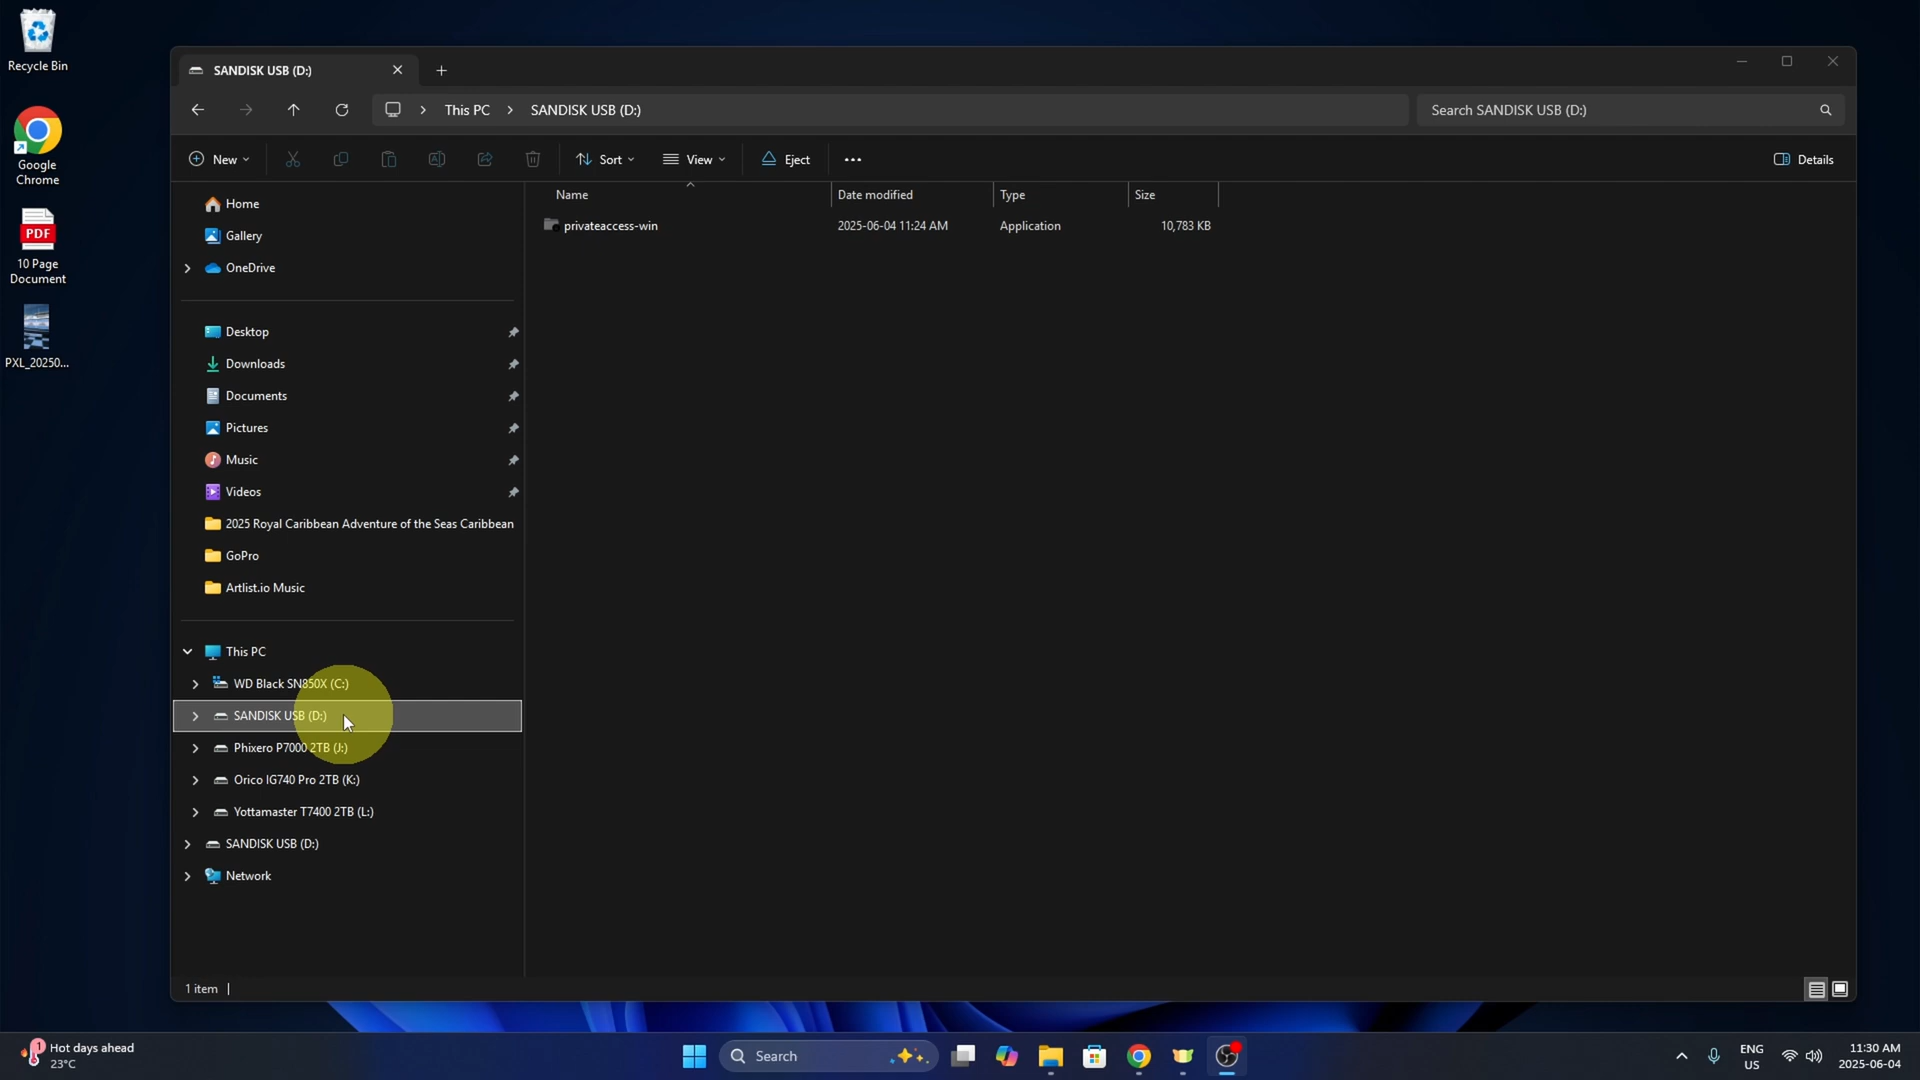 Recycle Bin
Google
Chrome
PDF
10 Page
Document
PXL_20250...
SANDISK USB (D:)
This PC
SANDISK USB (D:)
Search SANDISK USB (D:)
New
Sort
View
Eject
Details
Home
Gallery
OneDrive
Desktop
Downloads
Documents
Pictures
Music
Videos
2025 Royal Caribbean Adventure of the Seas Caribbean
GoPro
Artlist.io Music
This PC
WD Black SN850X (C:)
SANDISK USB (D:)
Phixero P7000 2TB (J:)
Orico IG740 Pro 2TB (K:)
Yottamaster T7400 2TB (L:)
SANDISK USB (D:)
Network
Name Date modified Type Size
privateaccess-win 2025-06-04 11:24 AM Application 10,783 KB
1 item
1
Hot days ahead
23°C
Search
ENG
US
11:30 AM
2025-06-04